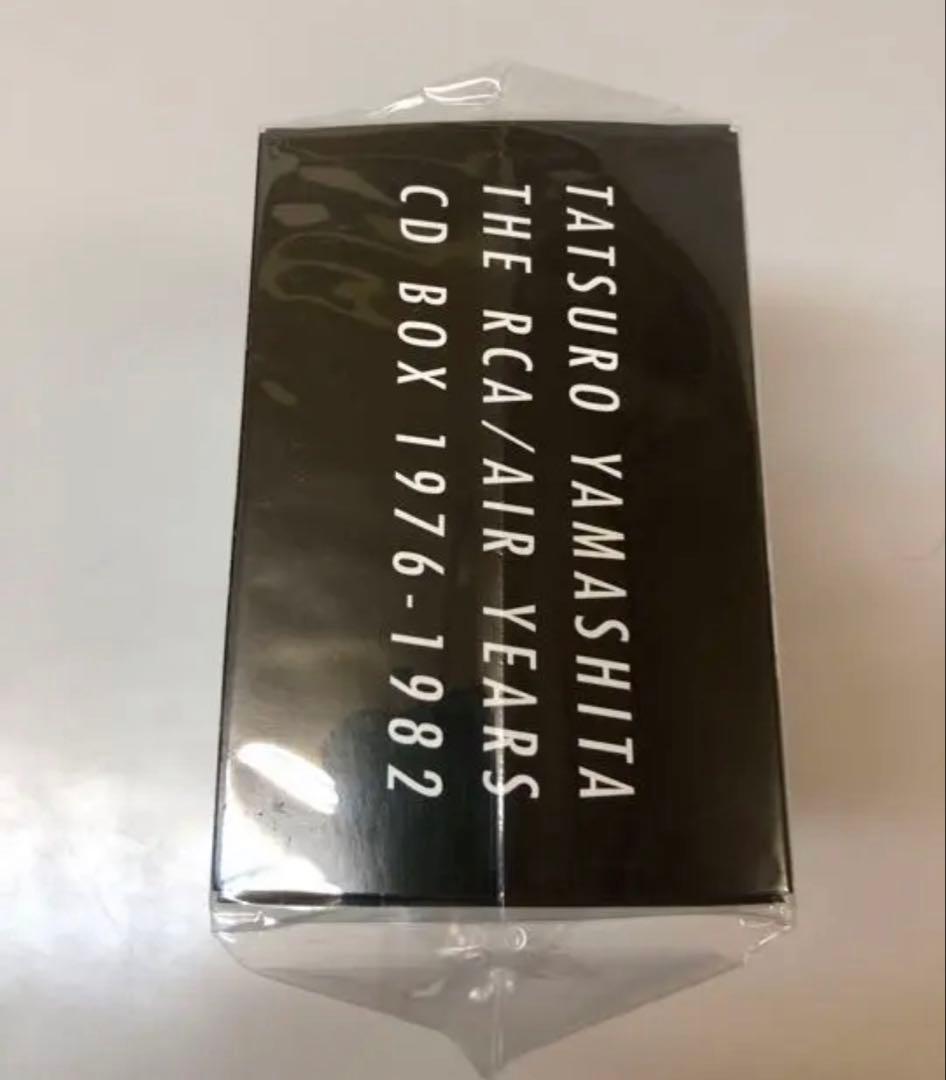 TATSURO YAMASHITA
THE RCA/AIR YEARS
CD BOX 1976-1982